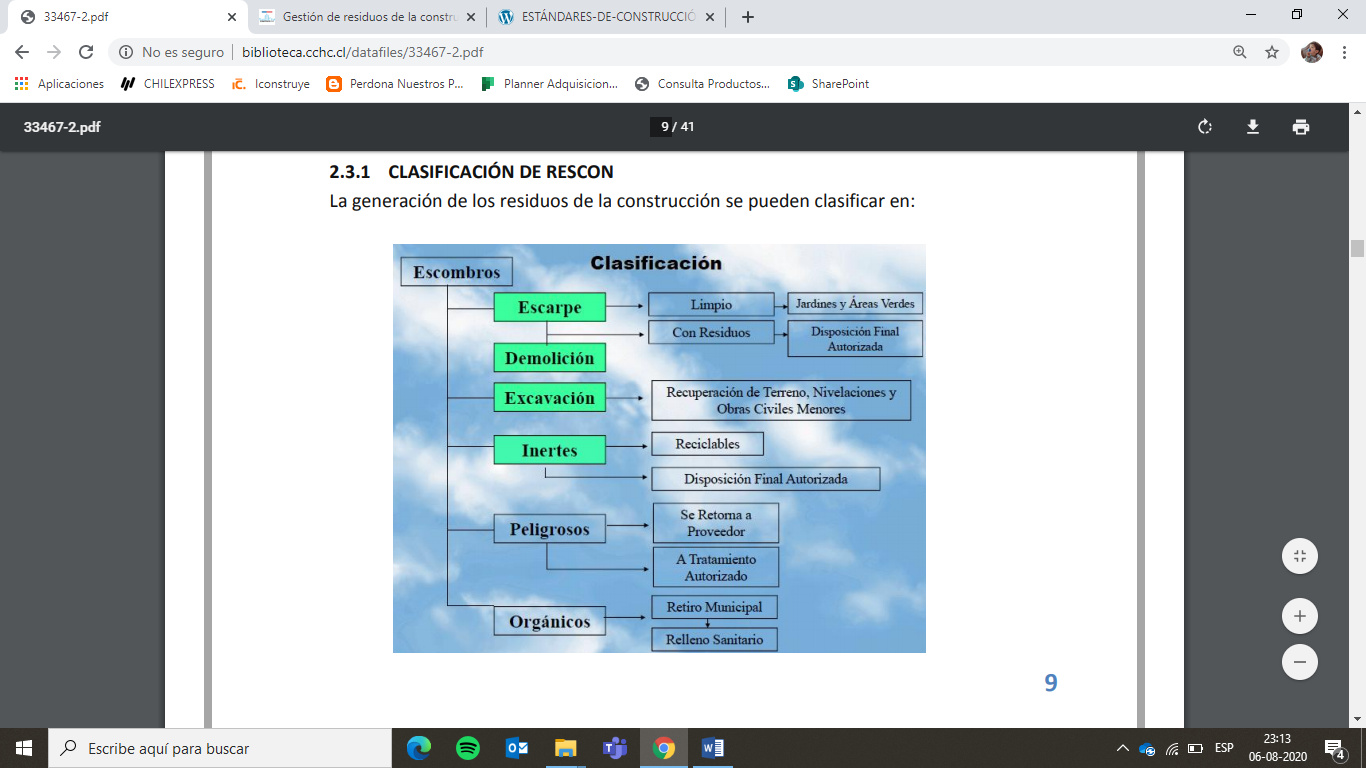 33467-2.pdf
Gestión de residuos de la constru
ESTÁNDARES-DE-CONSTRUCCIÓ
No es seguro
biblioteca.cchc.cl/datafiles/33467-2.pdf
Aplicaciones
CHILEXPRESS
Iconstruye
Perdona Nuestros P...
Planner Adquisicion...
Consulta Productos...
SharePoint
33467-2.pdf
9 / 41
2.3.1 CLASIFICACIÓN DE RESCON
La generación de los residuos de la construcción se pueden clasificar en:
Clasificación
Escombros
Escarpe
Limpio
Jardines y Áreas Verdes
Con Residuos
Disposición Final
Autorizada
Demolición
Excavación
Recuperación de Terreno, Nivelaciones y
Obras Civiles Menores
Inertes
Reciclables
Disposición Final Autorizada
Peligrosos
Se Retorna a
Proveedor
A Tratamiento
Autorizado
Orgánicos
Retiro Municipal
Relleno Sanitario
9
Escribe aquí para buscar
ESP
23:13
06-08-2020
4